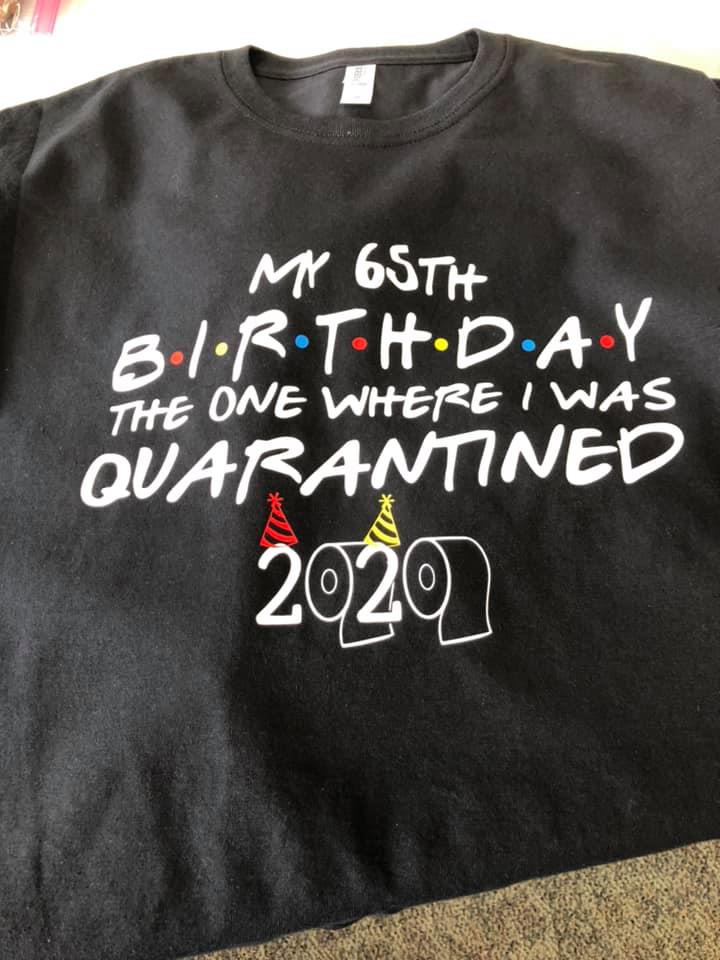 MY 65TH
B•I•R•T•H•D•A•Y
THE ONE WHERE I WAS
QUARANTINED
2020